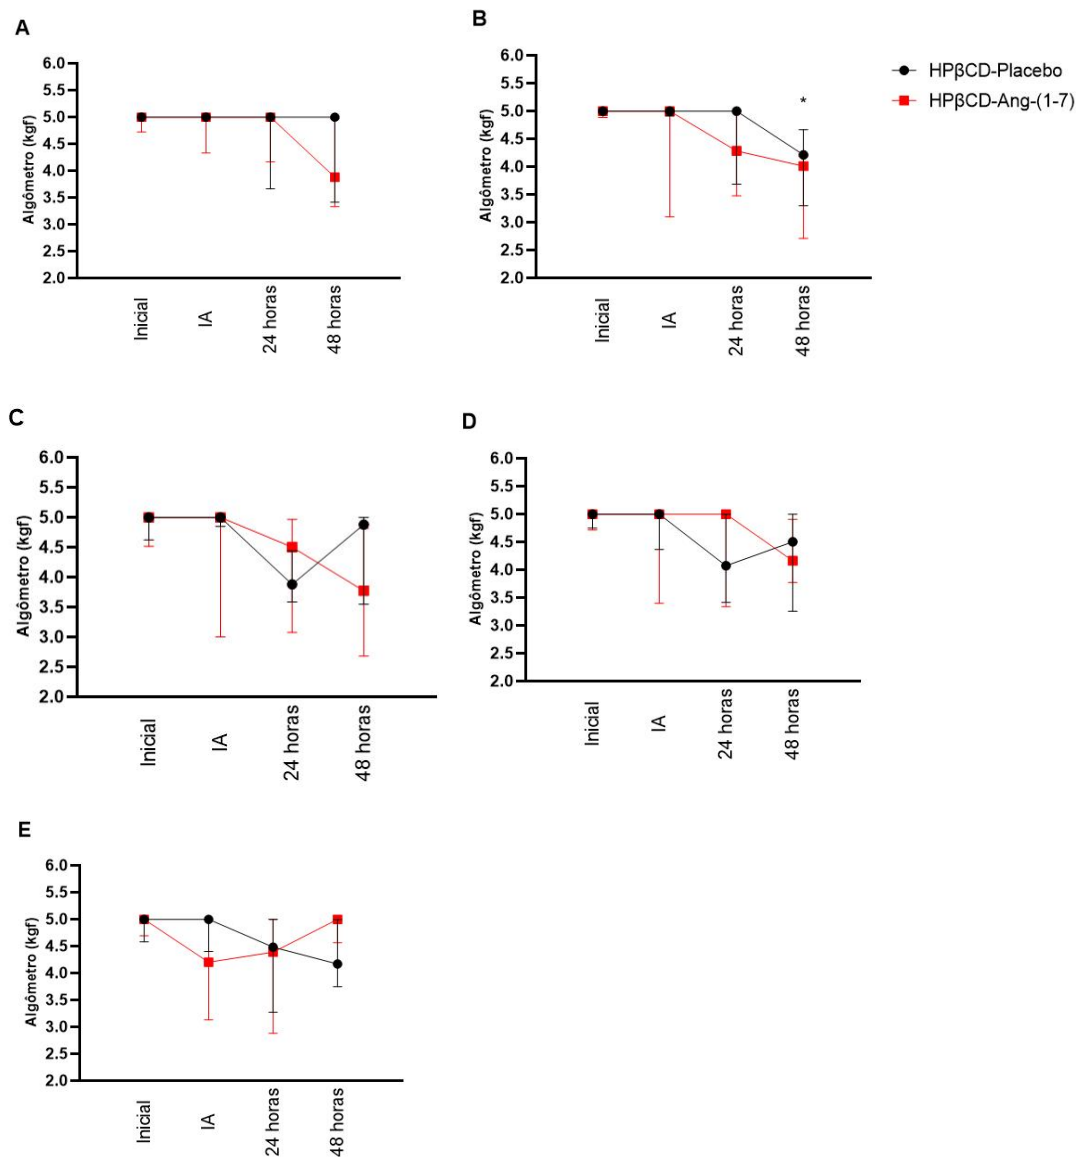 A
6.0
5.5
5.0
4.5
4.0
3.5
3.0
2.5
2.0
Algômetro (kgf)
Inicial
IA
24 horas
48 horas
B
6.0
5.5
5.0
4.5
4.0
3.5
3.0
2.5
2.0
Algômetro (kgf)
*
Inicial
IA
24 horas
48 horas
HPβCD-Placebo
HPβCD-Ang-(1-7)
C
6.0
5.5
5.0
4.5
4.0
3.5
3.0
2.5
2.0
Algômetro (kgf)
Inicial
IA
24 horas
48 horas
D
6.0
5.5
5.0
4.5
4.0
3.5
3.0
2.5
2.0
Algômetro (kgf)
Inicial
IA
24 horas
48 horas
E
6.0
5.5
5.0
4.5
4.0
3.5
3.0
2.5
2.0
Algômetro (kgf)
Inicial
IA
24 horas
48 horas